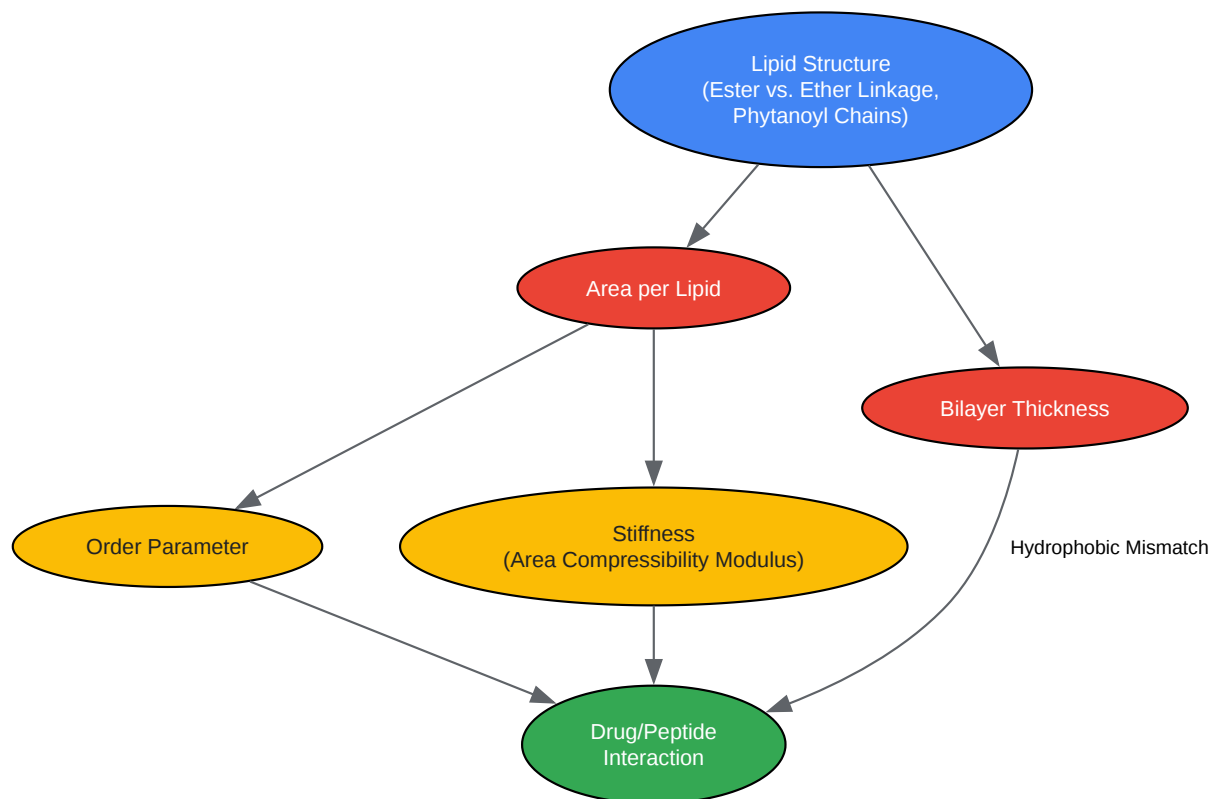 Lipid Structure
(Ester vs. Ether Linkage,
Phytanoyl Chains)
Area per Lipid
Bilayer Thickness
Order Parameter
Stiffness
(Area Compressibility Modulus)
Hydrophobic Mismatch
Drug/Peptide
Interaction